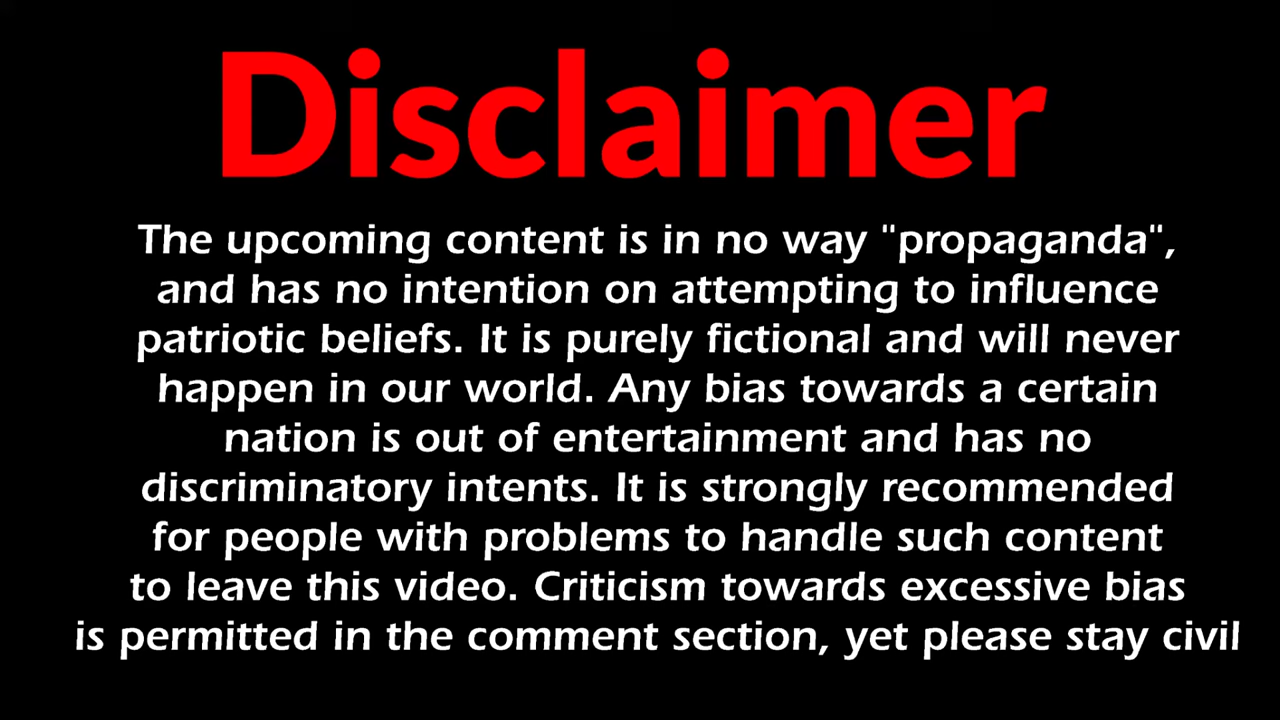 Disclaimer
The upcoming content is in no way "propaganda",
and has no intention on attempting to influence
patriotic beliefs. It is purely fictional and will never
happen in our world. Any bias towards a certain
nation is out of entertainment and has no
discriminatory intents. It is strongly recommended
for people with problems to handle such content
to leave this video. Criticism towards excessive bias
is permitted in the comment section, yet please stay civil